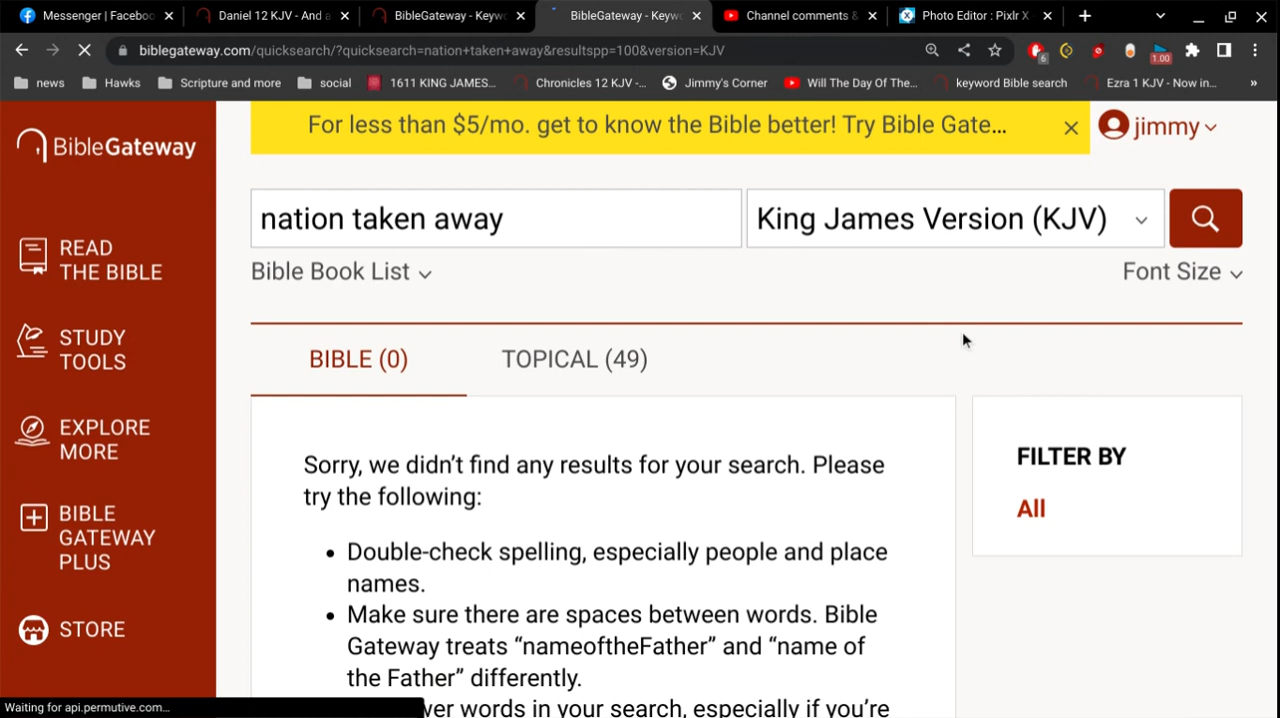 Messenger | Faceboo
Daniel 12 KJV - And a
BibleGateway - Keywo
BibleGateway - Keyw
Channel comments &
Photo Editor : Pixlr X
biblegateway.com/quicksearch/?quicksearch=nation+taken+away&resultspp=100&version=KJV
6
1.00
news
Hawks
Scripture and more
social
1611 KING JAMES...
Chronicles 12 KJV -...
Jimmy's Corner
Will The Day Of The...
keyword Bible search
Ezra 1 KJV - Now in...
»
BibleGateway
For less than $5/mo. get to know the Bible better! Try Bible Gate...
jimmy
nation taken away
King James Version (KJV)
Bible Book List
Font Size
READ
THE BIBLE
STUDY
TOOLS
EXPLORE
MORE
BIBLE
GATEWAY
PLUS
STORE
BIBLE (0)
TOPICAL (49)
Sorry, we didn’t find any results for your search. Please
try the following:
• Double-check spelling, especially people and place
names.
• Make sure there are spaces between words. Bible
Gateway treats “nameoftheFather” and “name of
the Father” differently.
words in your search, especially if you’re
FILTER BY
All
Waiting for api.permutive.com...